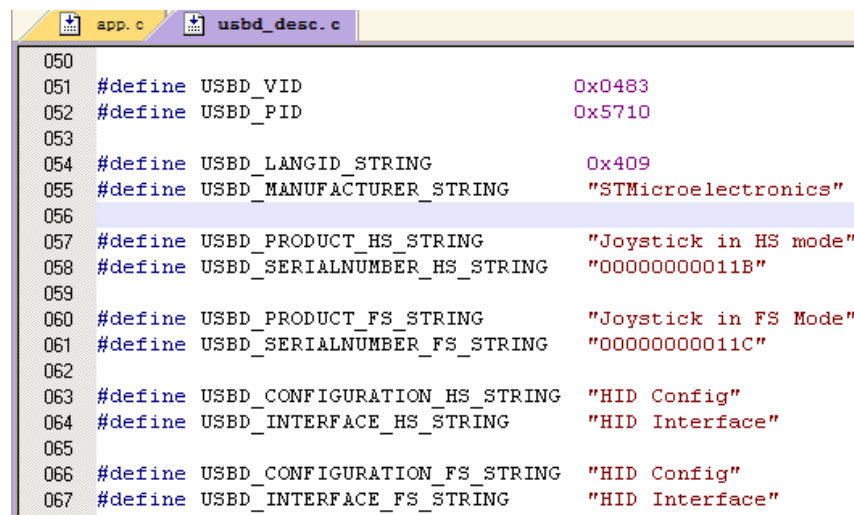 app.c usbd_desc.c
050
051 #define USBD_VID 0x0483
052 #define USBD_PID 0x5710
053
054 #define USBD_LANGID_STRING 0x409
055 #define USBD_MANUFACTURER_STRING "STMicroelectronics"
056
057 #define USBD_PRODUCT_HS_STRING "Joystick in HS mode"
058 #define USBD_SERIALNUMBER_HS_STRING "00000000011B"
059
060 #define USBD_PRODUCT_FS_STRING "Joystick in FS Mode"
061 #define USBD_SERIALNUMBER_FS_STRING "00000000011C"
062
063 #define USBD_CONFIGURATION_HS_STRING "HID Config"
064 #define USBD_INTERFACE_HS_STRING "HID Interface"
065
066 #define USBD_CONFIGURATION_FS_STRING "HID Config"
067 #define USBD_INTERFACE_FS_STRING "HID Interface"